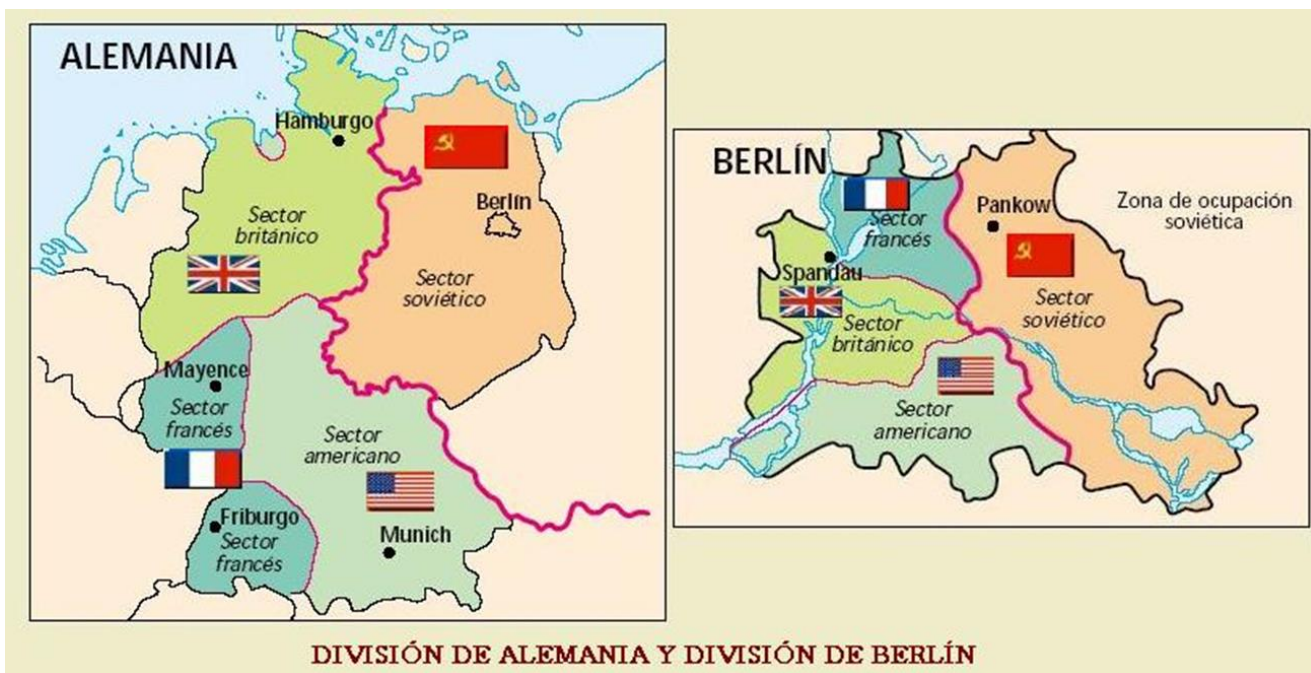 ALEMANIA
Hamburgo
Berlín
Sector
británico
Sector
soviético
Mayence
Sector
francés
Sector
americano
Friburgo
Sector
francés
Munich
BERLÍN
Pankow
Zona de ocupación
soviética
Sector
francés
Spandau
Sector
soviético
Sector
británico
Sector
americano
DIVISIÓN DE ALEMANIA Y DIVISIÓN DE BERLÍN